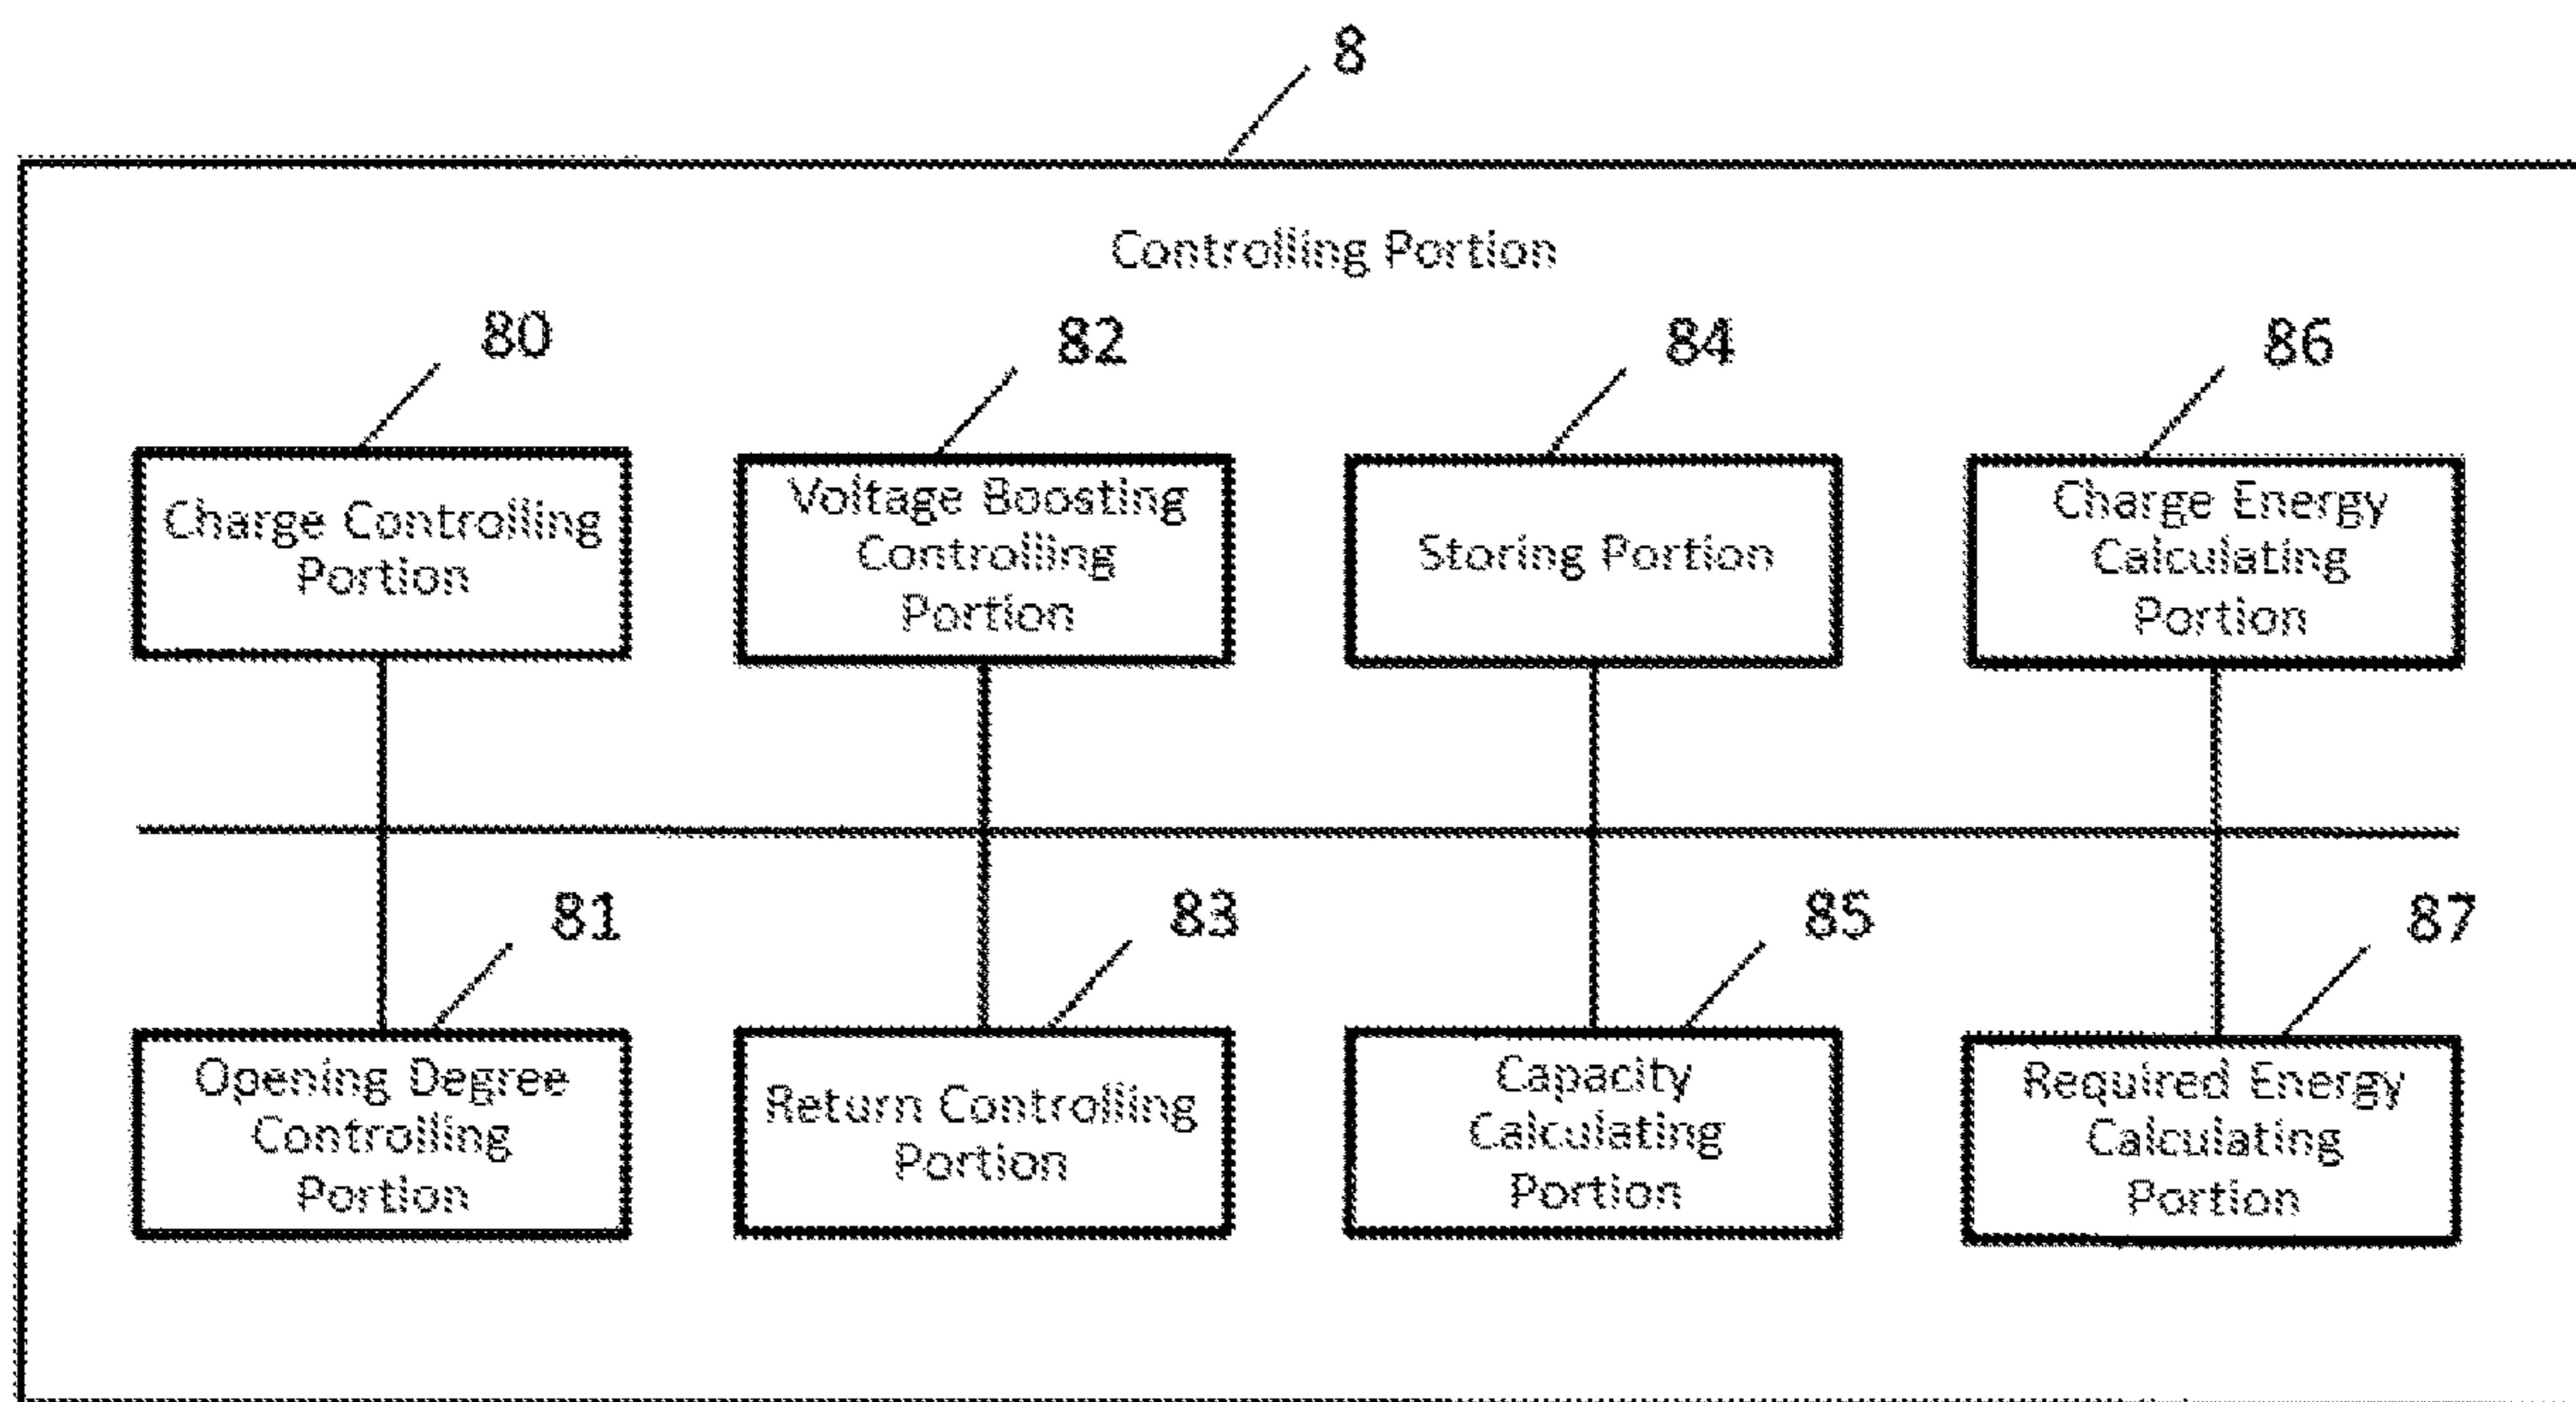 8
Controlling Portion
80
82
84
86
Charge Controlling
Portion
Voltage Boosting
Controlling
Portion
Storing Portion
Charge Energy
Calculating
Portion
81
83
85
87
Opening Degree
Controlling
Portion
Return Controlling
Portion
Capacity
Calculating
Portion
Required Energy
Calculating
Portion